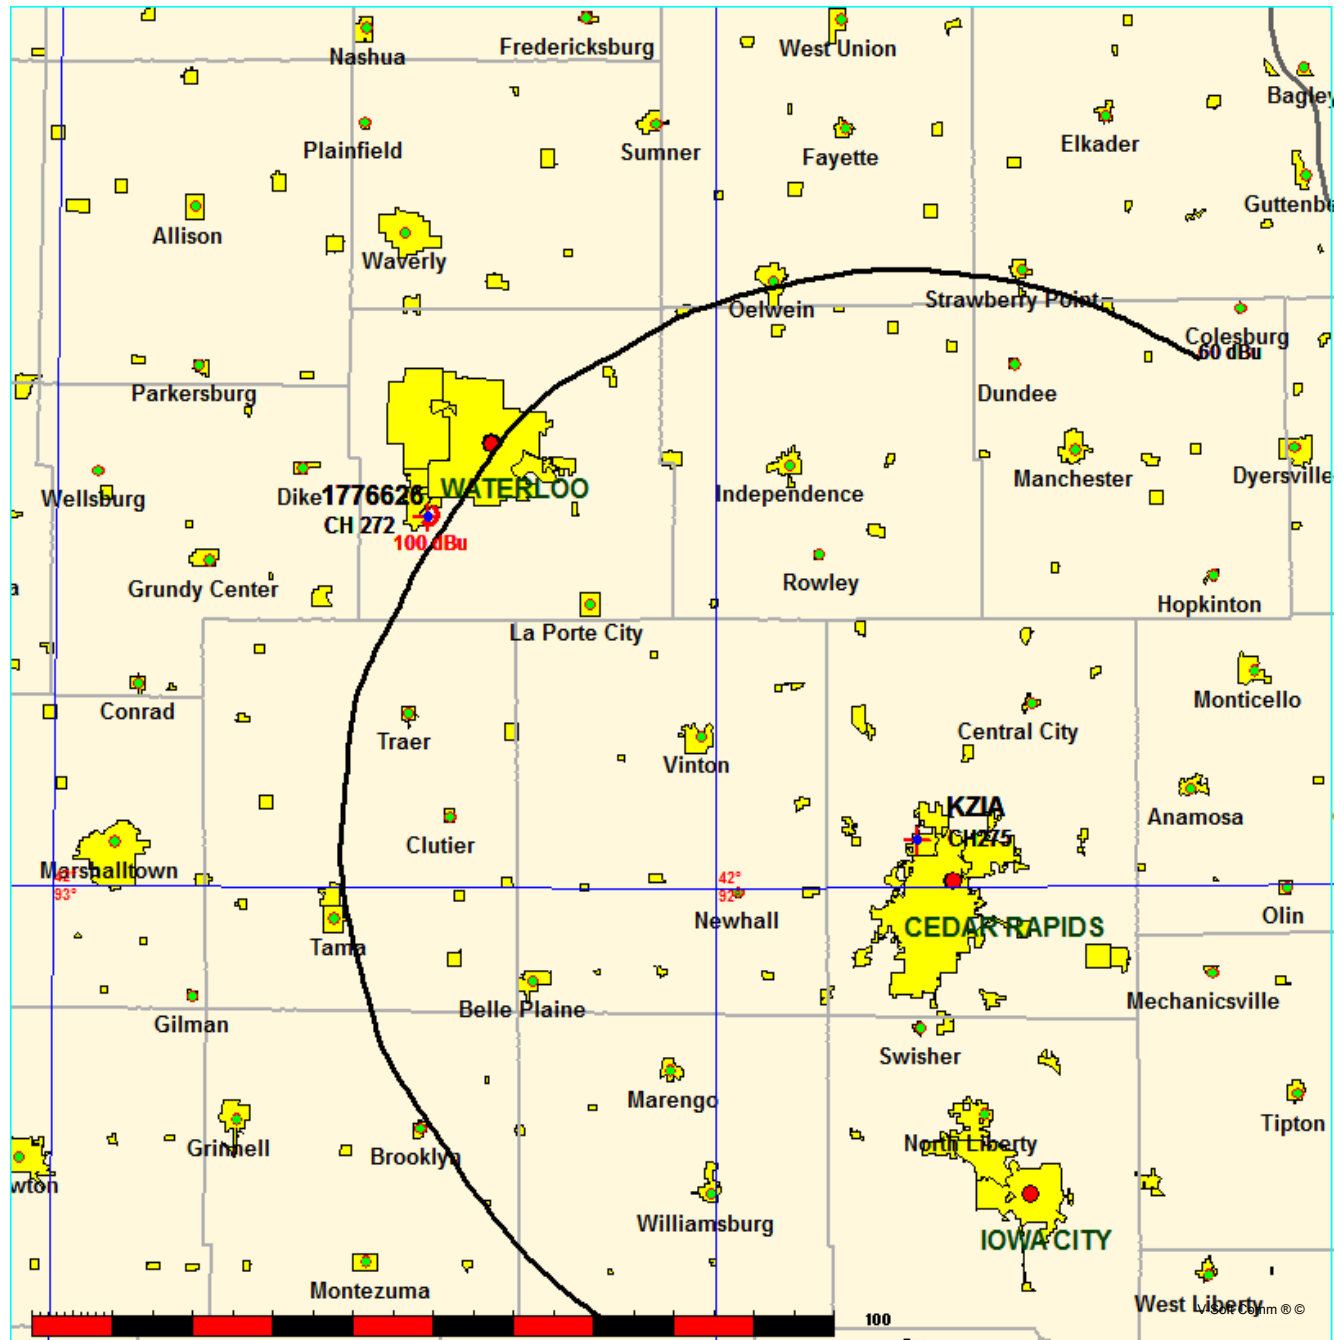 Nashua
Fredericksburg
West Union
Bagley
Plainfield
Sumner
Fayette
Elkader
Guttenbe
Allison
Waverly
Oelwein
Strawberry Point
Colesburg
60 dBu
Parkersburg
Dundee
Wellsburg
Dike
1776626
WATERLOO
CH 272
100 dBu
Independence
Manchester
Dyersville
Grundy Center
Rowley
Hopkinton
a
La Porte City
Conrad
Traer
Vinton
Central City
Monticello
Clutier
KZIA
CH275
Anamosa
Marshalltown
42°
93°
42°
92°
Newhall
CEDAR RAPIDS
Olin
Tama
Gilman
Belle Plaine
Mechanicsville
Swisher
Marengo
Grinnell
Brooklyn
North Liberty
Tipton
wton
Williamsburg
IOWA CITY
Montezuma
West Liberty
V-Soft Comm ® ©
100